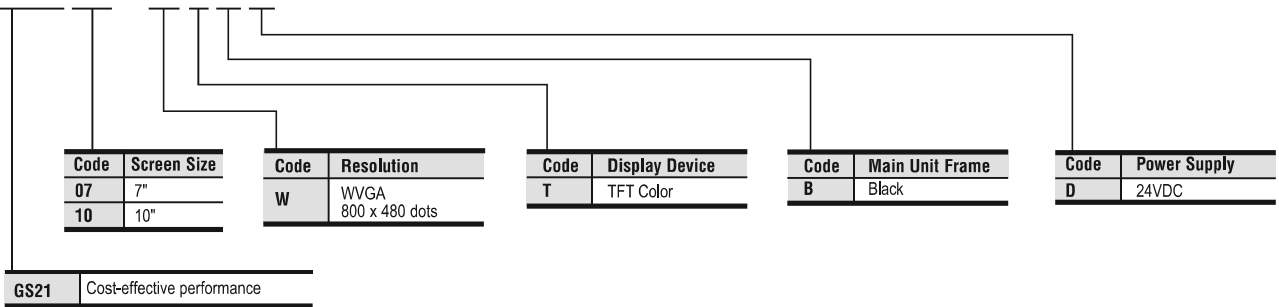 Code Screen Size
07 7"
10 10"
Code Resolution
W WVGA
800 x 480 dots
Code Display Device
T TFT Color
Code Main Unit Frame
B Black
Code Power Supply
D 24VDC
GS21 Cost-effective performance